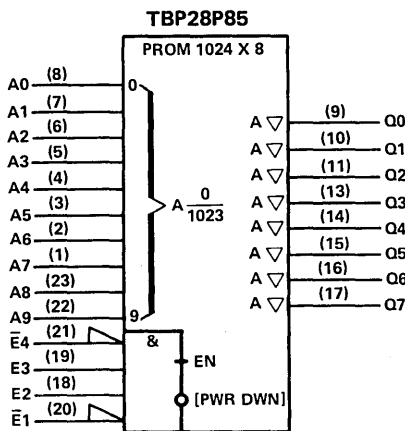 TBP28P85
PROM 1024 X 8
A0 (8) 0
A1 (7)
A2 (6)
A3 (5)
A4 (4)
A5 (3)
A6 (2)
A7 (1)
A8 (23)
A9 (22) 9
A 0
1023
A ▽ (9) Q0
A ▽ (10) Q1
A ▽ (11) Q2
A ▽ (13) Q3
A ▽ (14) Q4
A ▽ (15) Q5
A ▽ (16) Q6
A ▽ (17) Q7
E̅4 (21) &
E3 (19) EN
E2 (18) [PWR DWN]
E̅1 (20)